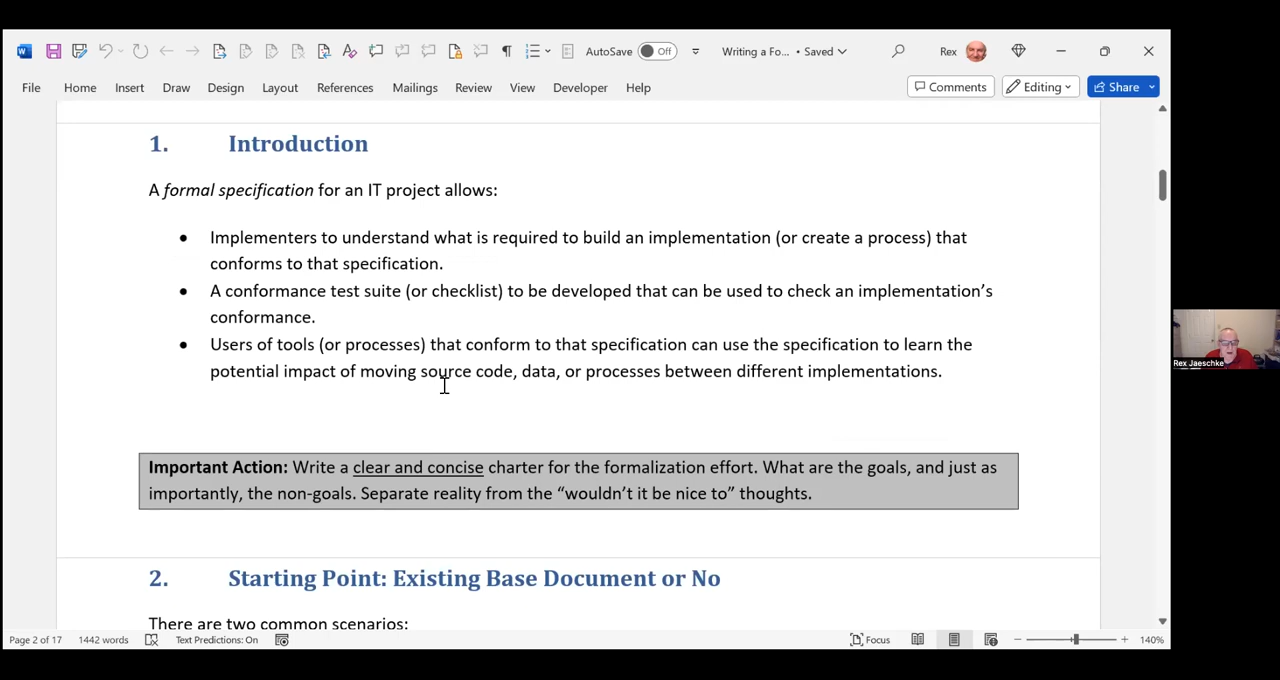 AutoSave Off Writing a Fo... • Saved Rex
File Home Insert Draw Design Layout References Mailings Review View Developer Help Comments Editing Share
1. Introduction
A formal specification for an IT project allows:
• Implementers to understand what is required to build an implementation (or create a process) that
conforms to that specification.
• A conformance test suite (or checklist) to be developed that can be used to check an implementation’s
conformance.
• Users of tools (or processes) that conform to that specification can use the specification to learn the
potential impact of moving source code, data, or processes between different implementations.
Important Action: Write a clear and concise charter for the formalization effort. What are the goals, and just as
importantly, the non-goals. Separate reality from the “wouldn’t it be nice to” thoughts.
2. Starting Point: Existing Base Document or No
There are two common scenarios:
Page 2 of 17 1442 words Text Predictions: On Focus 140%
Rex Jaeschke